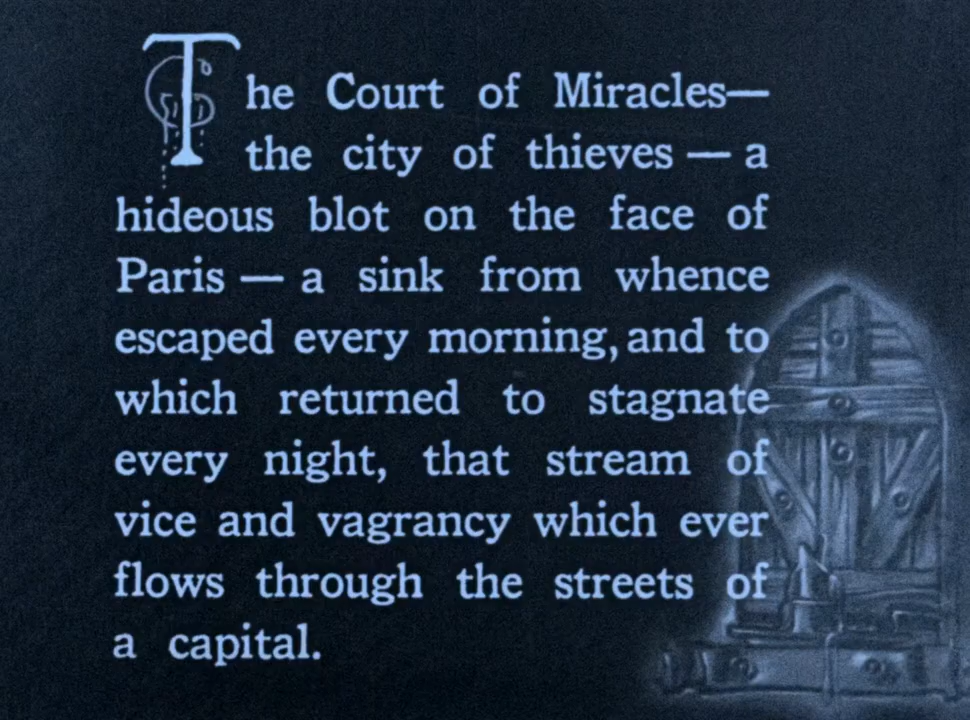 The Court of Miracles—
the city of thieves — a
hideous blot on the face of
Paris — a sink from whence
escaped every morning, and to
which returned to stagnate
every night, that stream of
vice and vagrancy which ever
flows through the streets of
a capital.